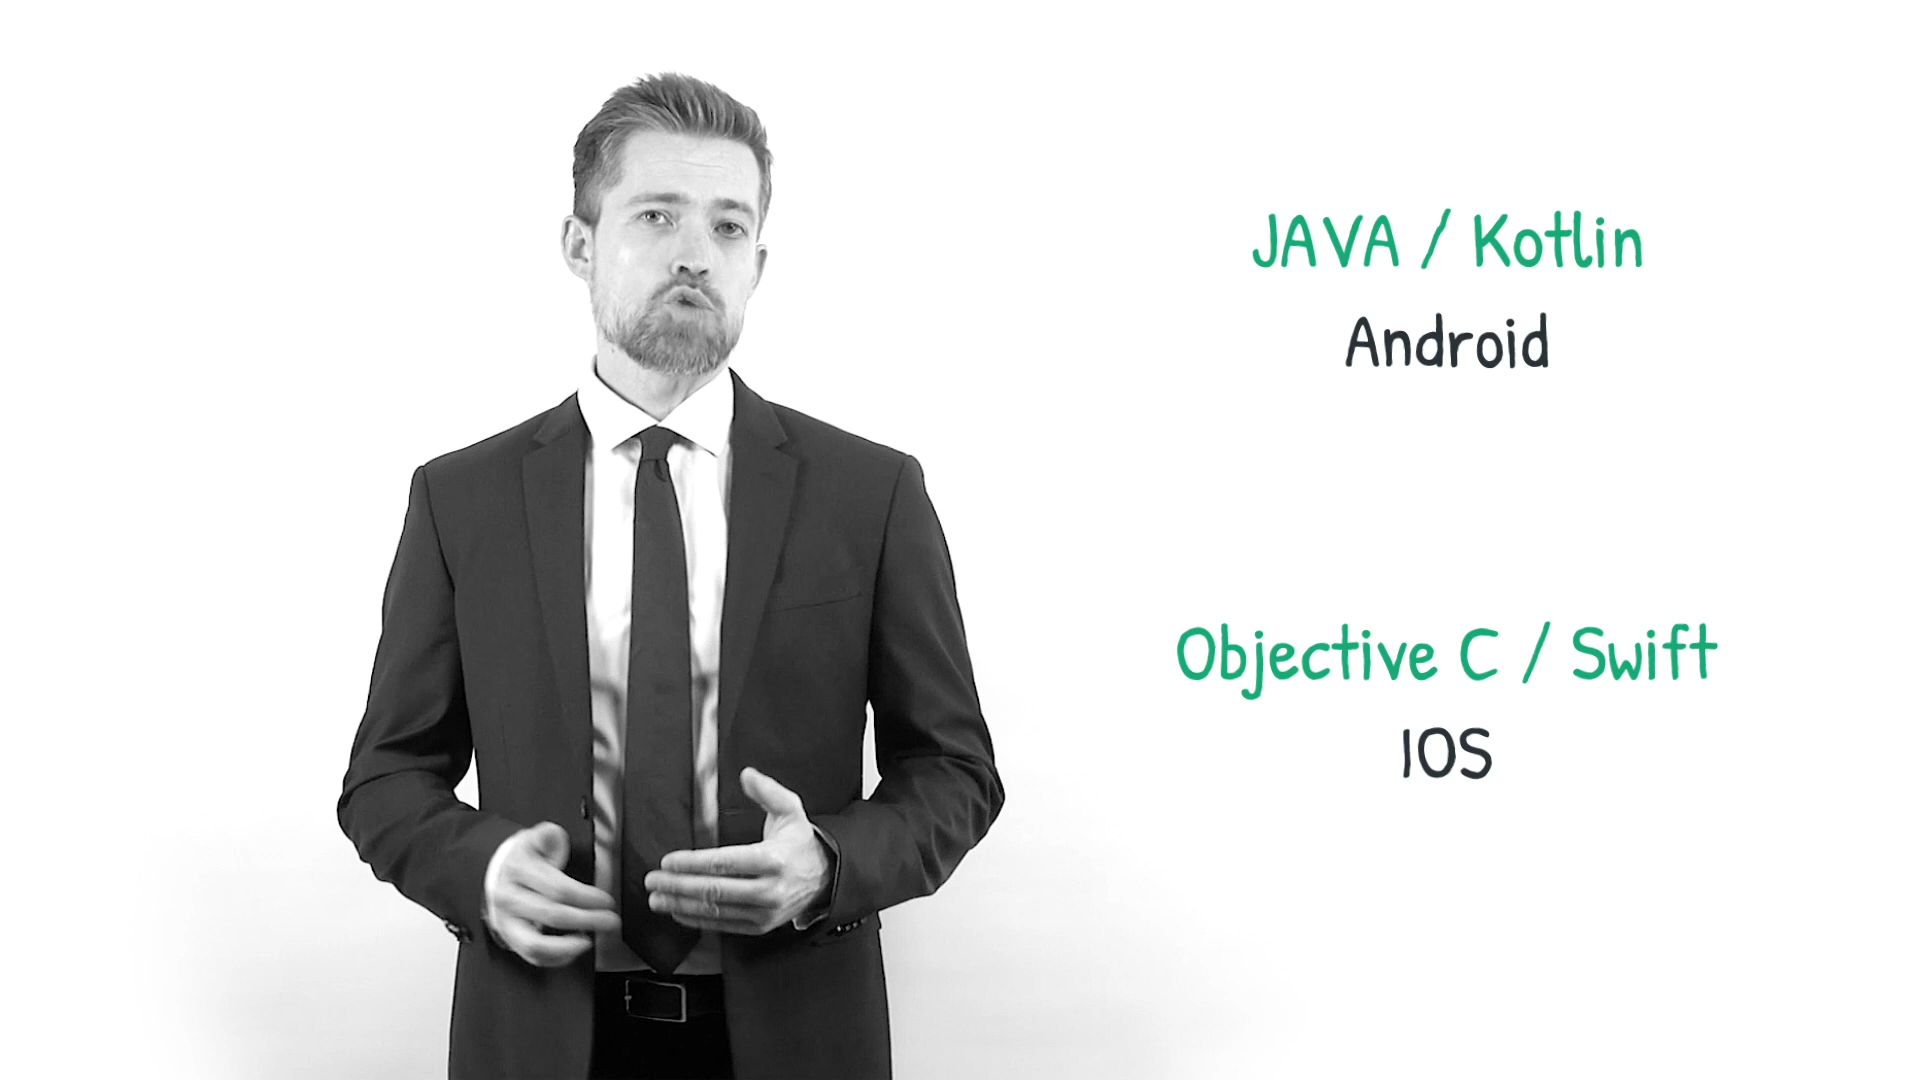 JAVA / Kotlin
Android
Objective C / Swift
IOS